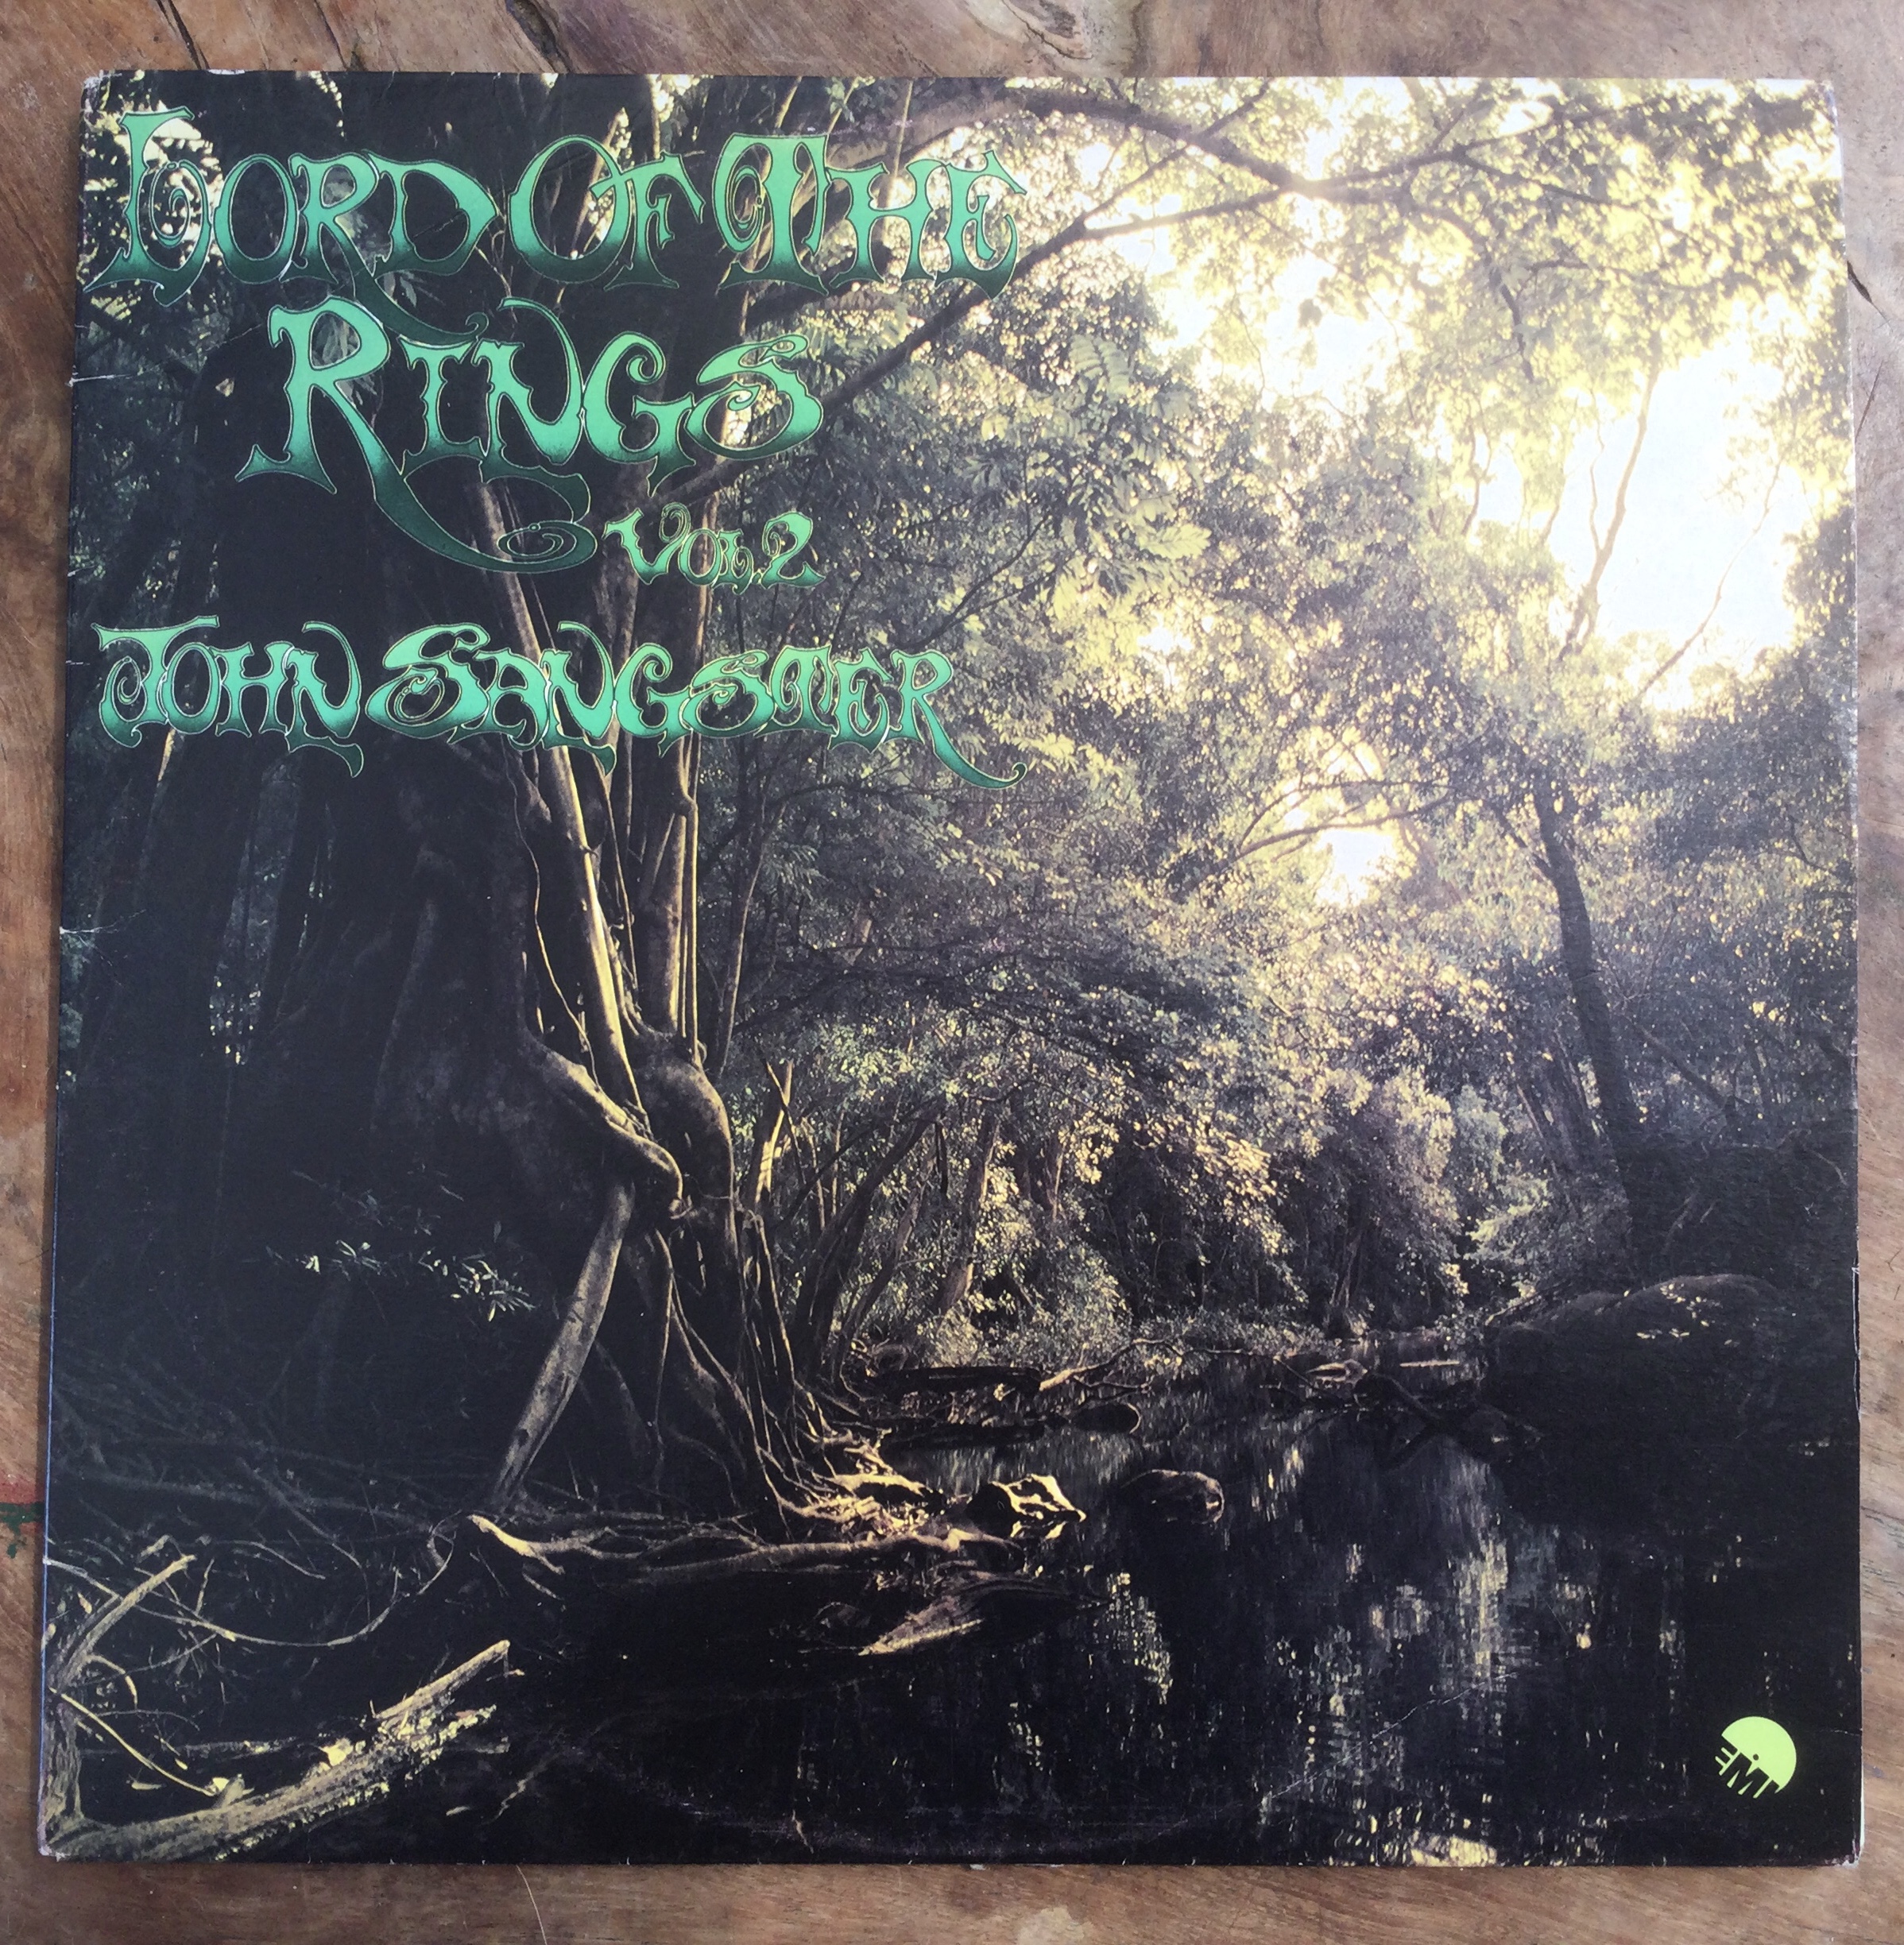 LORD OF THE
RINGS
VOL.2
JOHN SANGSTER
EMI